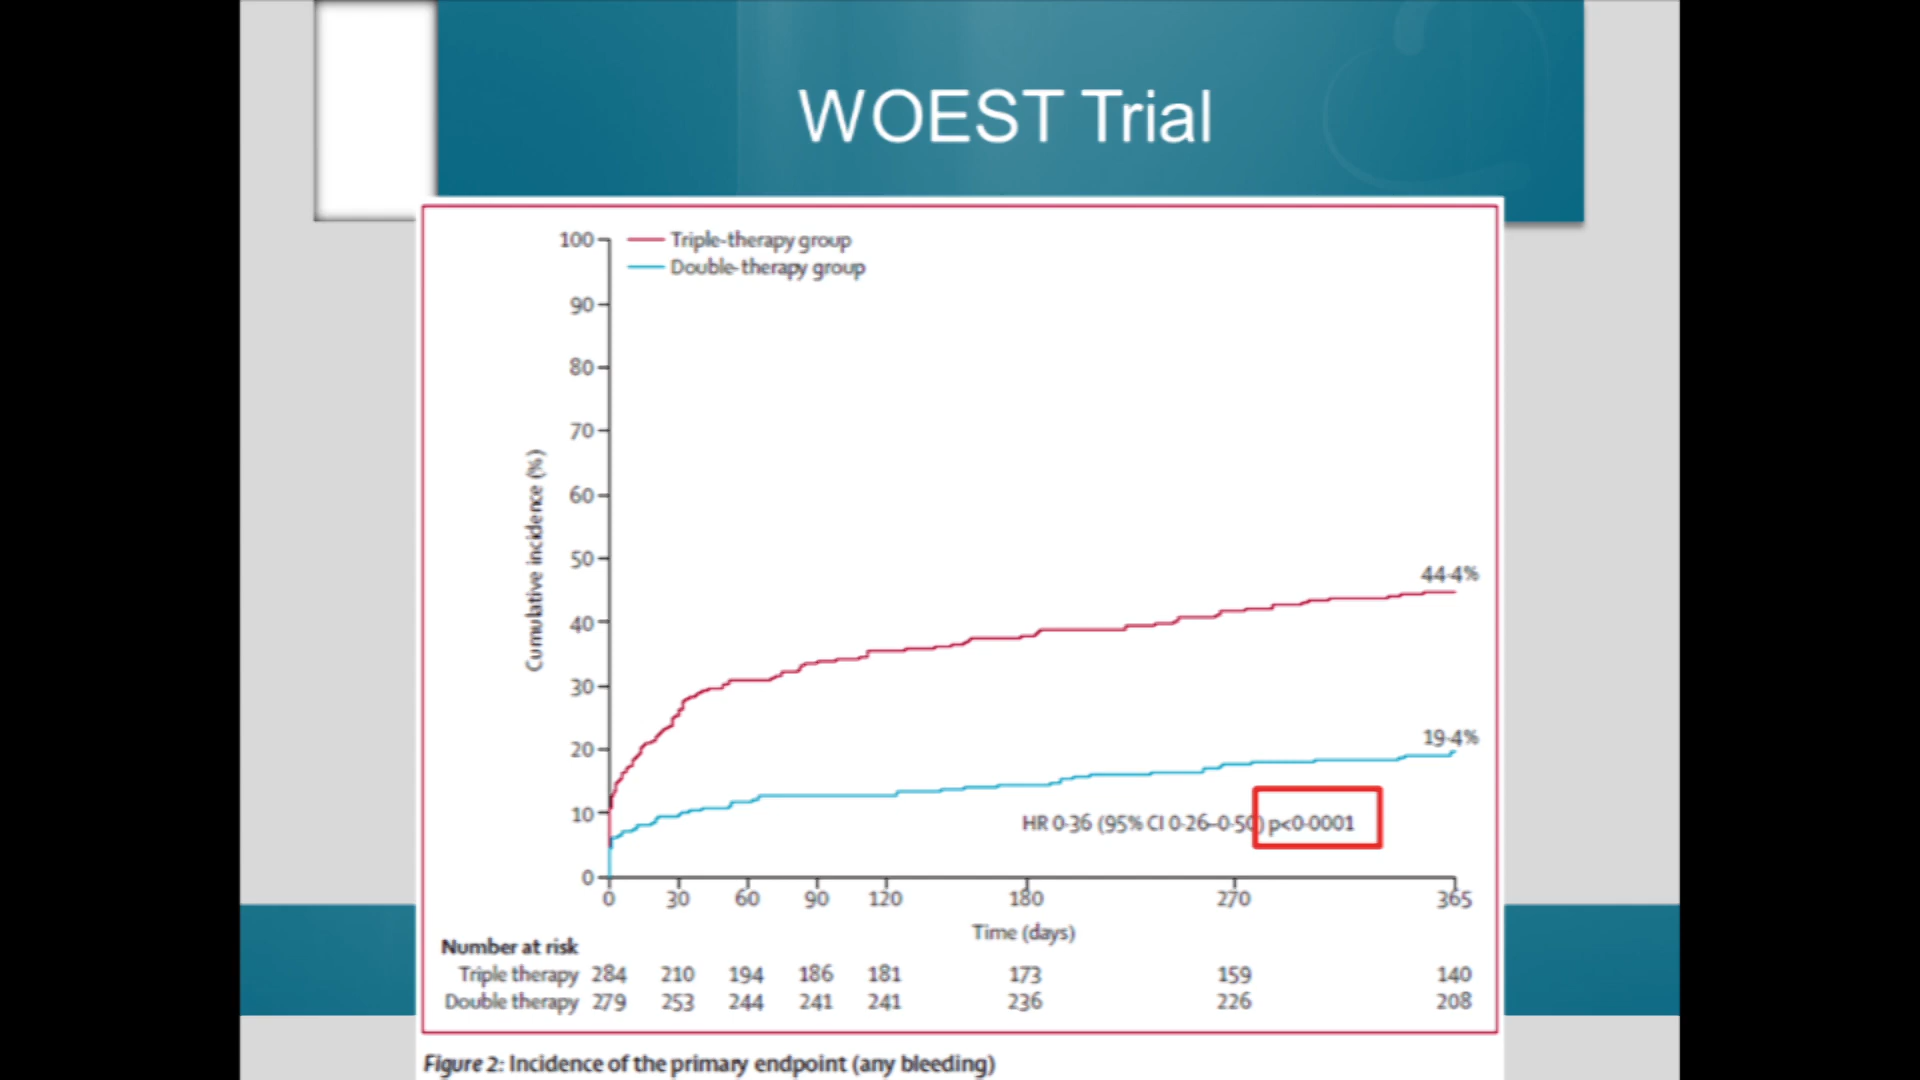 WOEST Trial
Triple-therapy group
Double-therapy group
100
90
80
70
60
50
40
30
20
10
0
Cumulative incidence (%)
44·4%
19·4%
HR 0·36 (95% CI 0·26–0·50) p<0·0001
0 30 60 90 120 180 270 365
Time (days)
Number at risk
Triple therapy 284 210 194 186 181 173 159 140
Double therapy 279 253 244 241 241 236 226 208
Figure 2: Incidence of the primary endpoint (any bleeding)